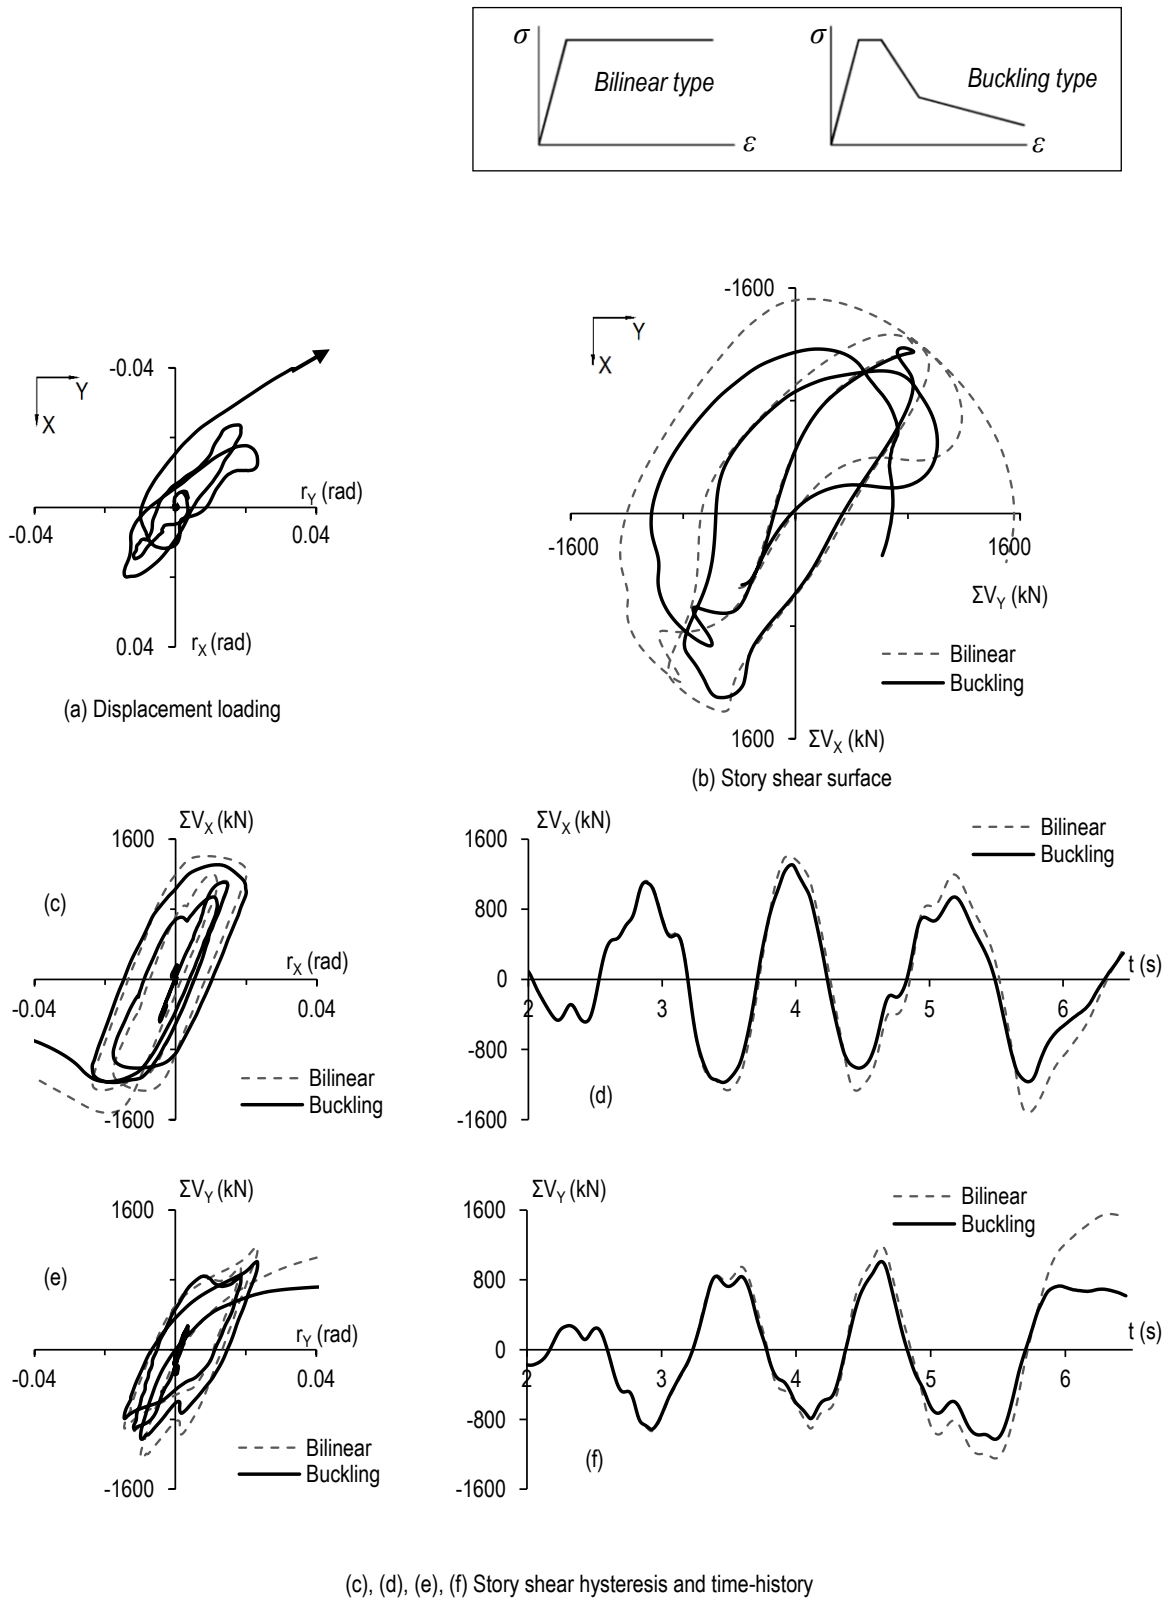 σ
Bilinear type
ε
σ
Buckling type
ε
-0.04
Y
X
r_Y (rad)
-0.04
0.04
0.04
r_X (rad)
(a) Displacement loading
-1600
Y
X
-1600
1600
ΣV_Y (kN)
Bilinear
Buckling
1600
ΣV_X (kN)
(b) Story shear surface
ΣV_X (kN)
1600
(c)
r_X (rad)
-0.04
0.04
Bilinear
Buckling
-1600
ΣV_X (kN)
1600
Bilinear
Buckling
800
0
t (s)
2
3
4
5
6
-800
(d)
-1600
ΣV_Y (kN)
1600
(e)
r_Y (rad)
-0.04
0.04
Bilinear
Buckling
-1600
ΣV_Y (kN)
1600
Bilinear
Buckling
800
t (s)
0
2
3
4
5
6
-800
(f)
-1600
(c), (d), (e), (f) Story shear hysteresis and time-history